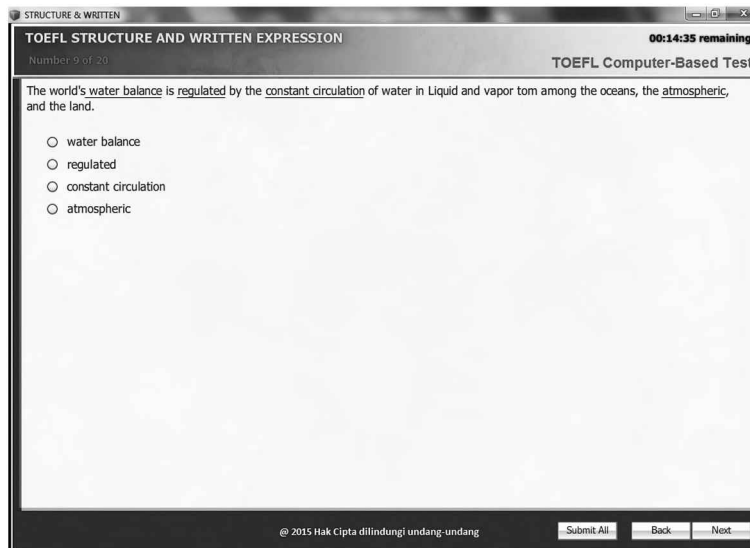 STRUCTURE & WRITTEN
TOEFL STRUCTURE AND WRITTEN EXPRESSION
00:14:35 remaining
Number 9 of 20
TOEFL Computer-Based Test
The world's water balance is regulated by the constant circulation of water in Liquid and vapor tom among the oceans, the atmospheric,
and the land.
water balance
regulated
constant circulation
atmospheric
@ 2015 Hak Cipta dilindungi undang-undang
Submit All
Back
Next